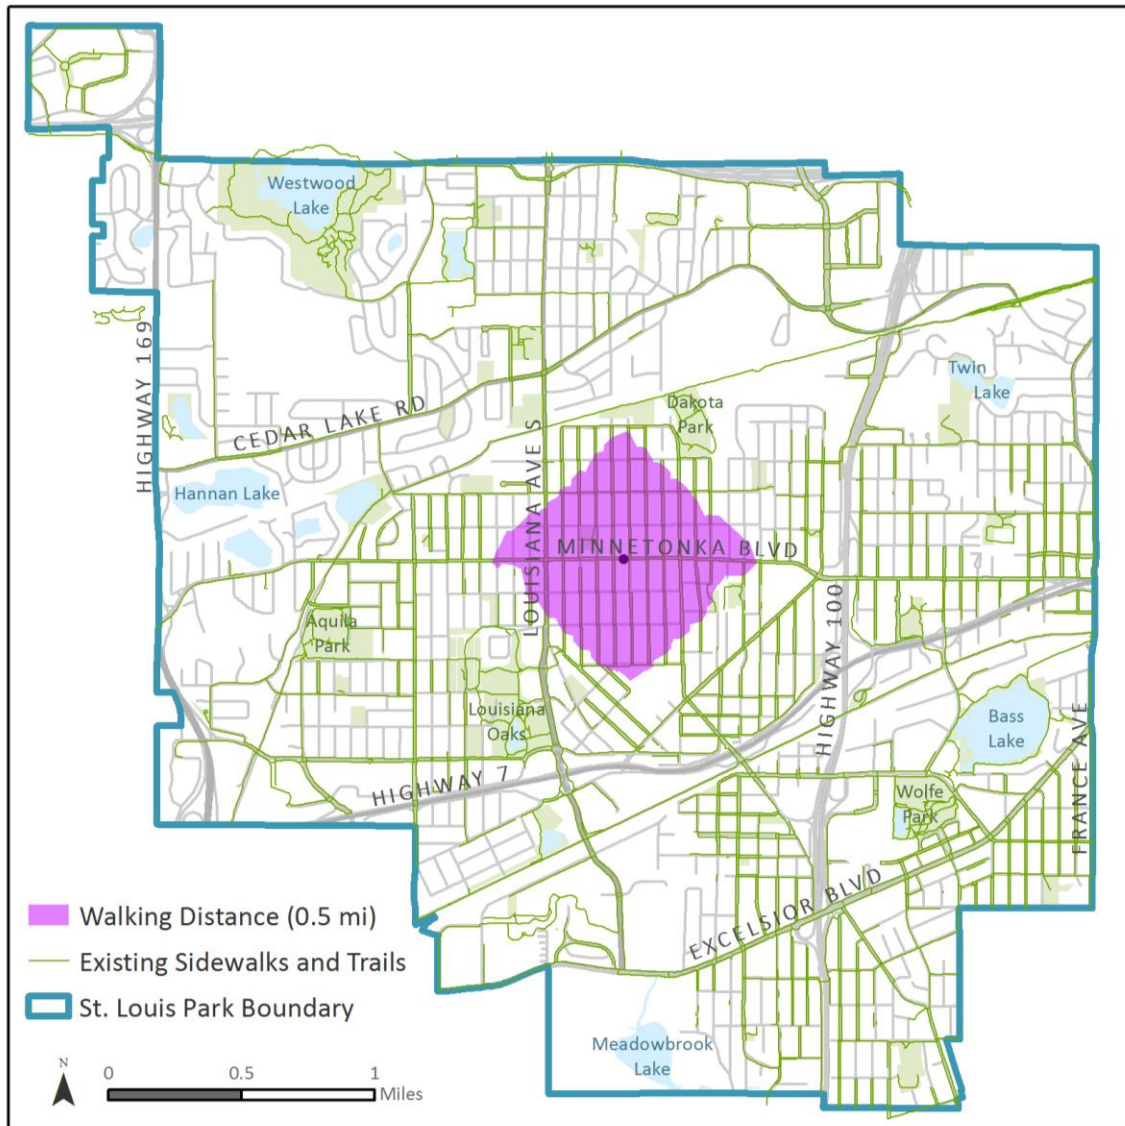 Westwood
Lake
HIGHWAY 169
Twin
Lake
Dakota
Park
CEDAR LAKE RD
LOUISIANA AVE S
Hannan Lake
MINNETONKA BLVD
HIGHWAY 100
Aquila
Park
Louisiana
Oaks
Bass
Lake
FRANCE AVE
HIGHWAY 7
Wolfe
Park
EXCELSIOR BLVD
Meadowbrook
Lake
Walking Distance (0.5 mi)
Existing Sidewalks and Trails
St. Louis Park Boundary
N
0 0.5 1
Miles